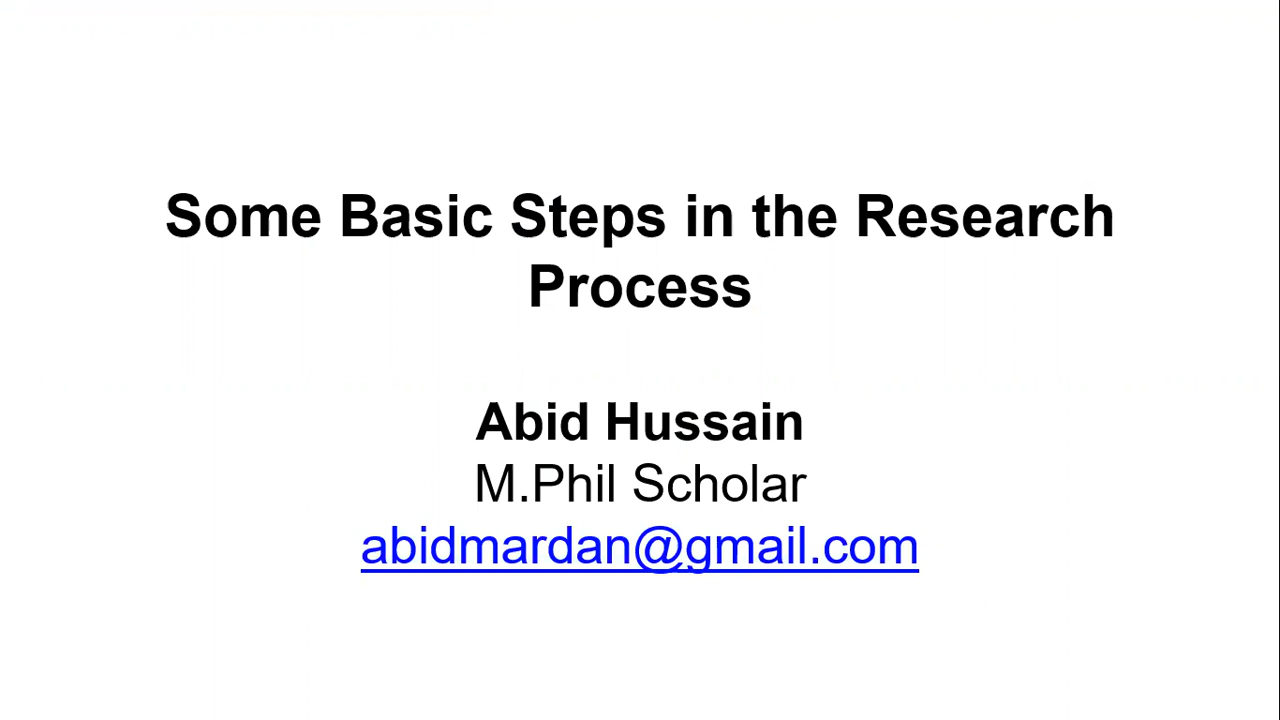 Some Basic Steps in the Research
Process
Abid Hussain
M.Phil Scholar
abidmardan@gmail.com